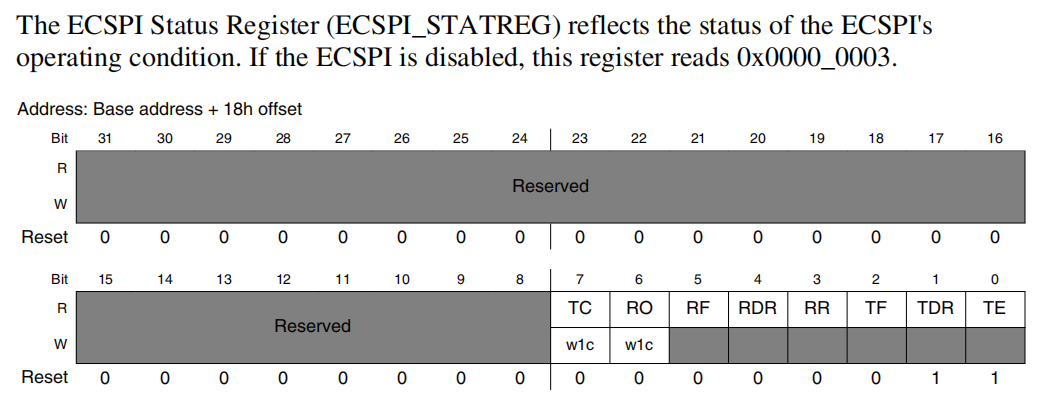 The ECSPI Status Register (ECSPI_STATREG) reflects the status of the ECSPI's
operating condition. If the ECSPI is disabled, this register reads 0x0000_0003.
Address: Base address + 18h offset
Bit 31 30 29 28 27 26 25 24 23 22 21 20 19 18 17 16
R
Reserved
W
Reset 0 0 0 0 0 0 0 0 0 0 0 0 0 0 0 0
Bit 15 14 13 12 11 10 9 8 7 6 5 4 3 2 1 0
R TC RO RF RDR RR TF TDR TE
Reserved
W w1c w1c
Reset 0 0 0 0 0 0 0 0 0 0 0 0 0 0 1 1